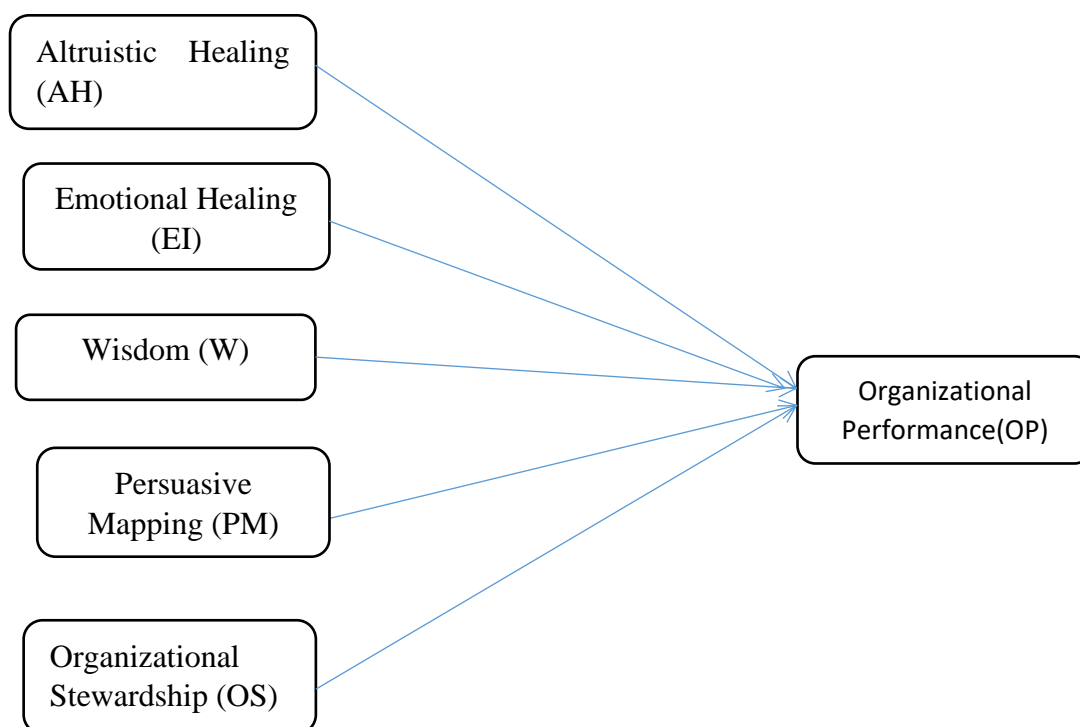 Altruistic Healing
(AH)
Emotional Healing
(EI)
Wisdom (W)
Persuasive
Mapping (PM)
Organizational
Stewardship (OS)
Organizational
Performance(OP)